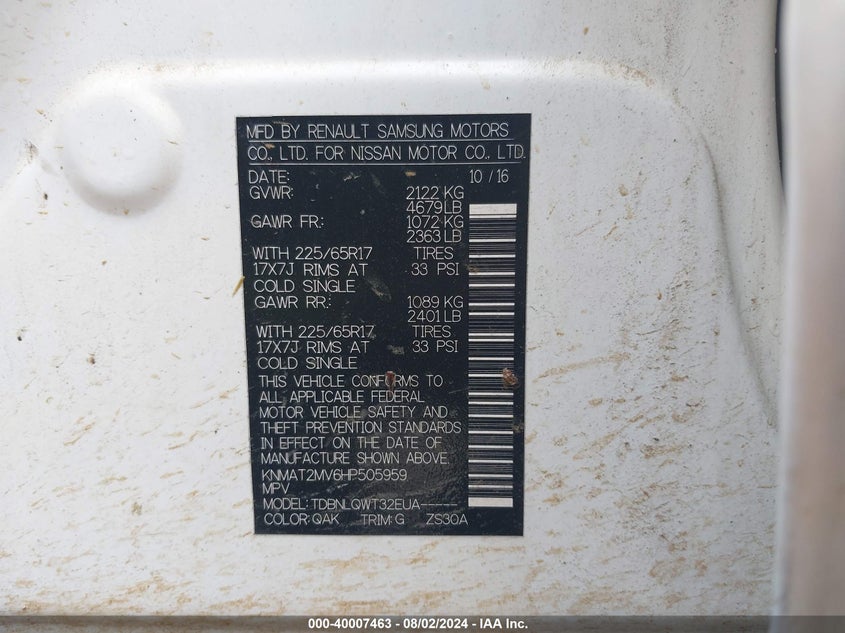 MFD BY RENAULT SAMSUNG MOTORS
CO., LTD. FOR NISSAN MOTOR CO., LTD.
DATE: 10 / 16
GVWR: 2122 KG
4679 LB
GAWR FR.: 1072 KG
2363 LB
WITH 225/65R17 TIRES
17X7J RIMS AT 33 PSI
COLD SINGLE
GAWR RR.: 1089 KG
2401 LB
WITH 225/65R17 TIRES
17X7J RIMS AT 33 PSI
COLD SINGLE
THIS VEHICLE CONFORMS TO
ALL APPLICABLE FEDERAL
MOTOR VEHICLE SAFETY AND
THEFT PREVENTION STANDARDS
IN EFFECT ON THE DATE OF
MANUFACTURE SHOWN ABOVE.
KNMAT2MV6HP505959
MPV
MODEL: TDBNLQWT32EUA-----
COLOR: QAK TRIM: G ZS30A
000-40007463 - 08/02/2024 - IAA Inc.